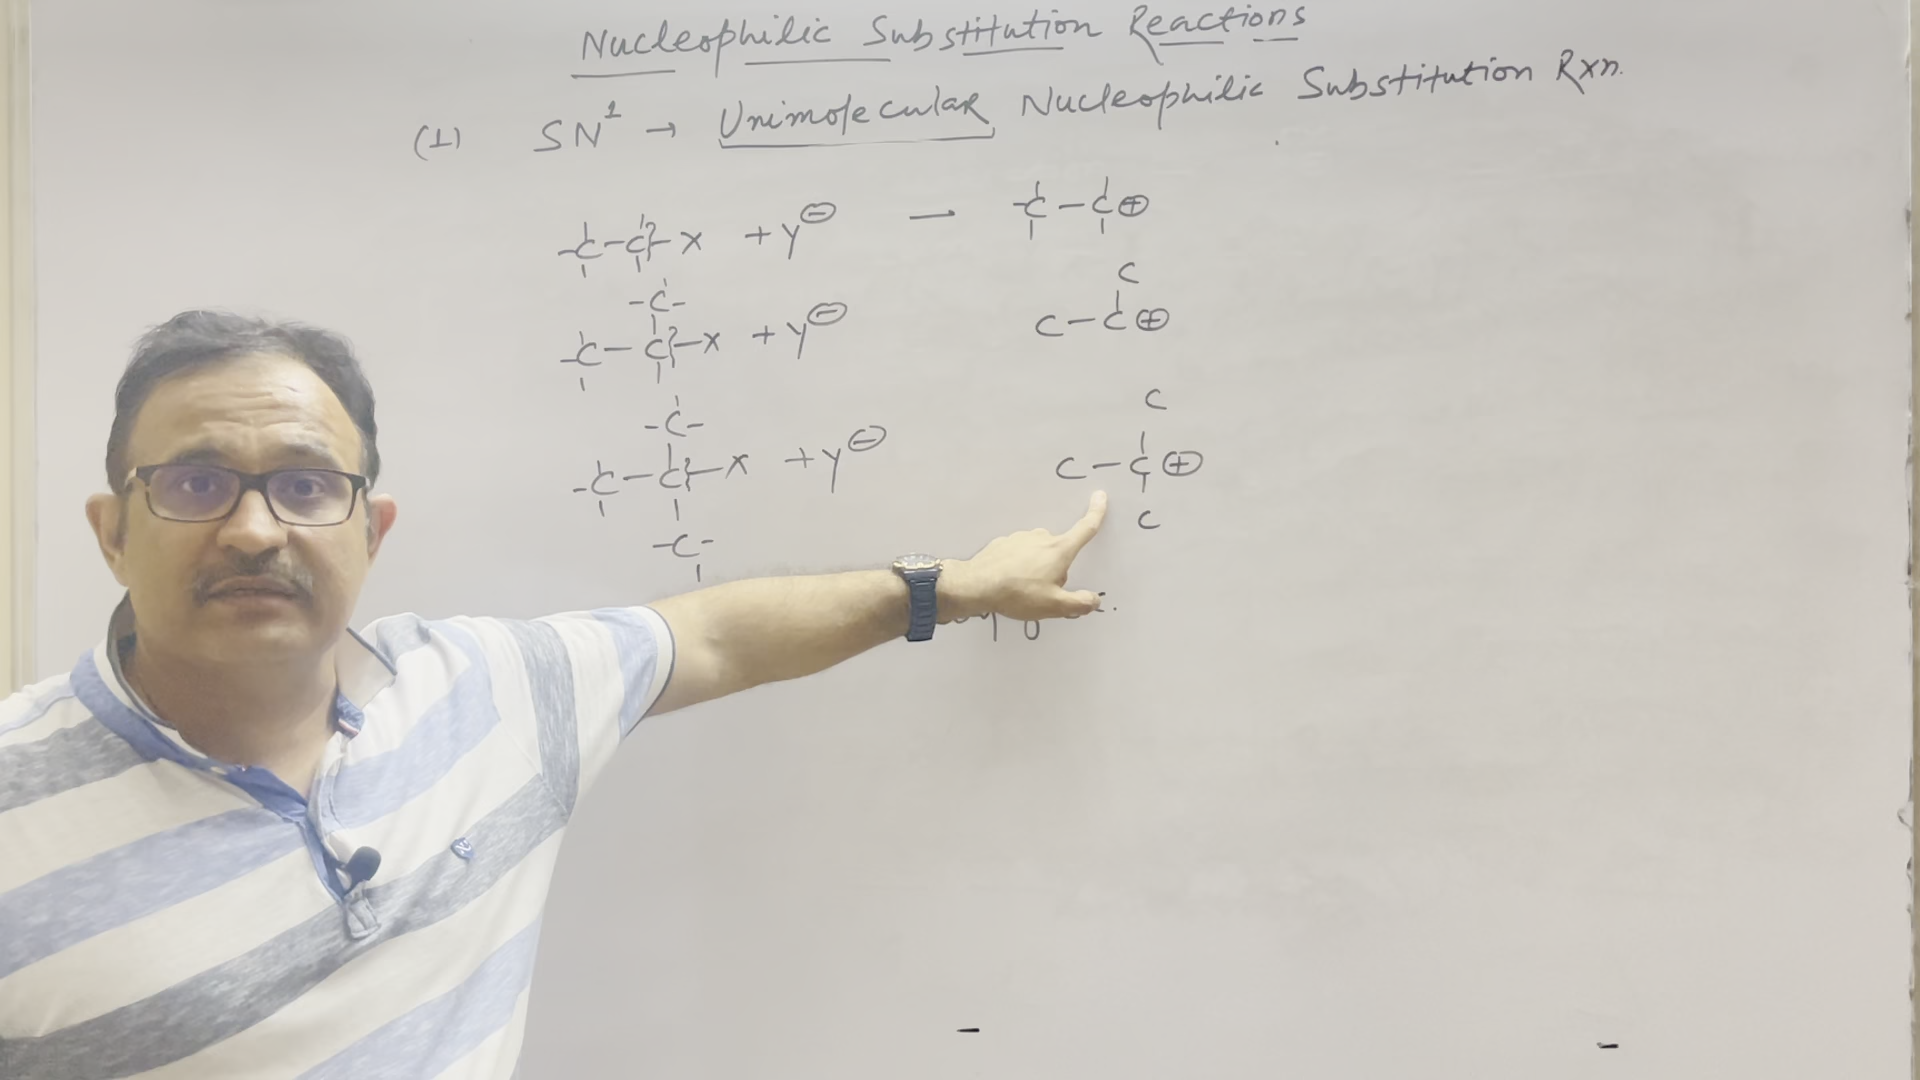 Nucleophilic Substitution Reactions
(1) SN¹ → Unimolecular Nucleophilic Substitution Rxn.
-C-C-X + Y⊖ — -C-C⊕
-C-
C
-C-C-X + Y⊖ C-C⊕
-C-
C
-C-C-X + Y⊖ C-C⊕
-C-
C